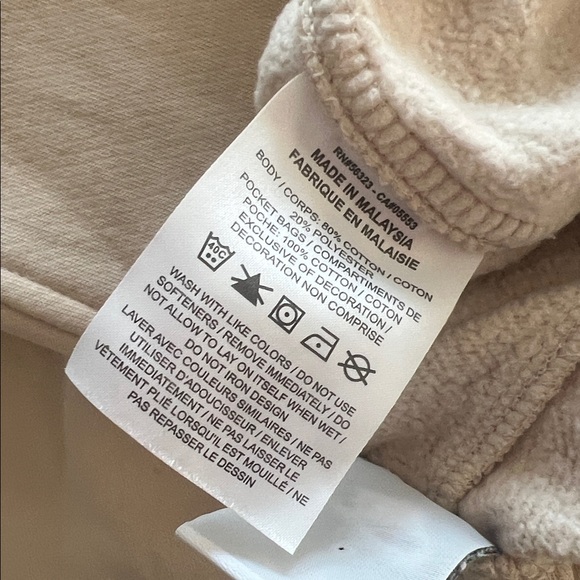 RN#56323 - CA#05553
MADE IN MALAYSIA
FABRIQUE EN MALAISIE
BODY / CORPS: 80% COTTON / COTON
20% POLYESTER
POCKET BAGS / COMPARTIMENTS DE
POCHE: 100% COTTON / COTON
EXCLUSIVE OF DECORATION /
DECORATION NON COMPRISE
40C
WASH WITH LIKE COLORS / DO NOT USE
SOFTENERS / REMOVE IMMEDIATELY / DO
NOT ALLOW TO LAY ON ITSELF WHEN WET /
DO NOT IRON DESIGN
LAVER AVEC COULEURS SIMILAIRES / NE PAS
UTILISER D'ADOUCISSEUR / ENLEVER
IMMEDIATEMENT / NE PAS LAISSER LE
VÊTEMENT PLIÉ LORSQU'IL EST MOUILLÉ / NE
PAS REPASSER LE DESSIN